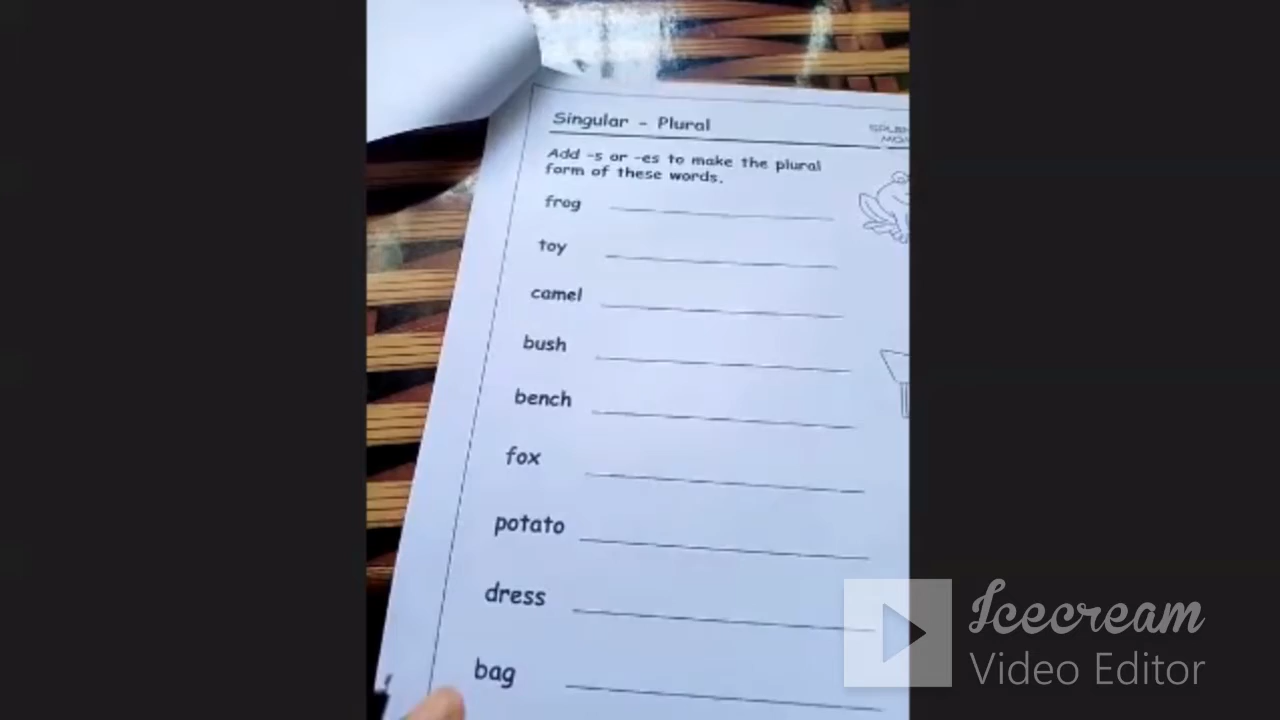 Singular - Plural
Add -s or -es to make the plural
form of these words.
frog
toy
camel
bush
bench
fox
potato
dress
bag
Icecream
Video Editor